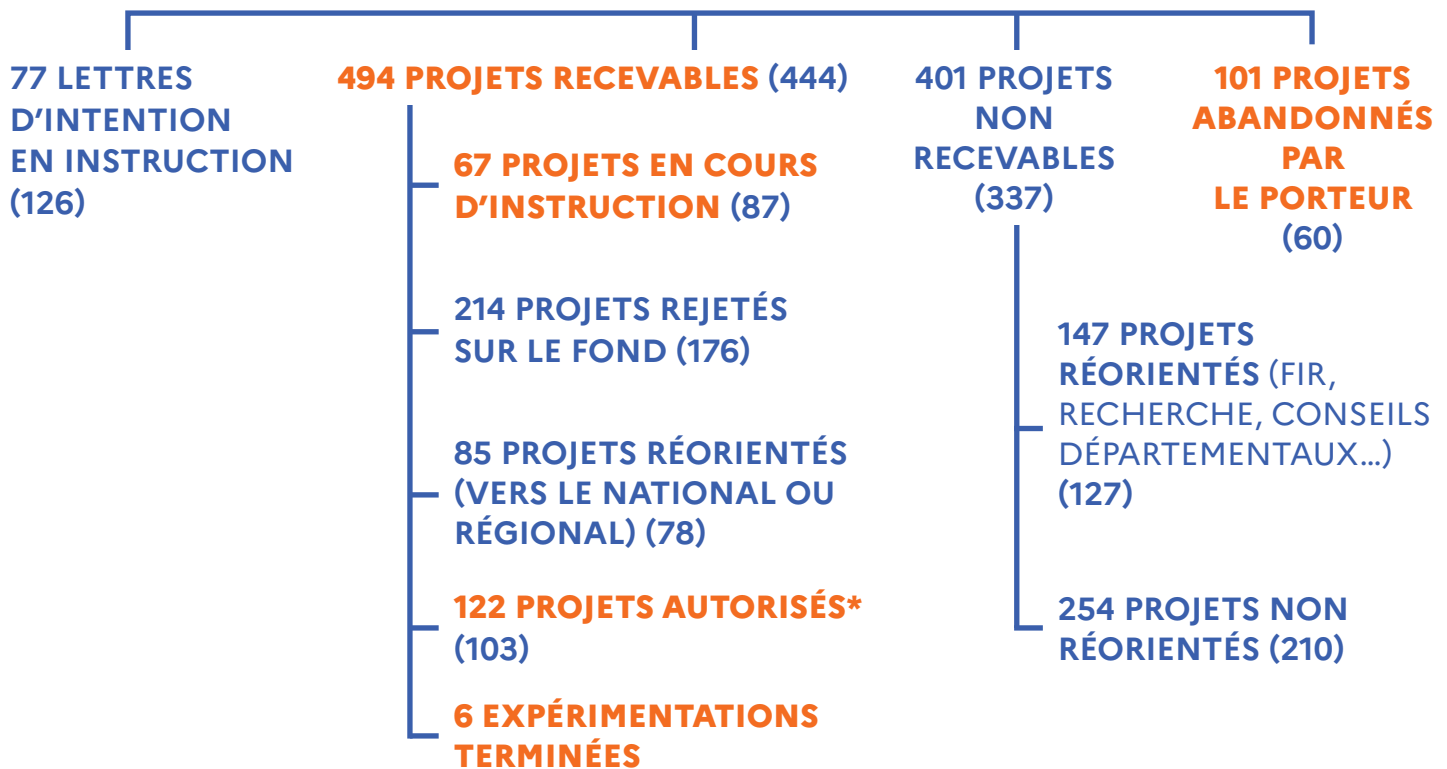 77 LETTRES
D'INTENTION
EN INSTRUCTION
(126)
494 PROJETS RECEVABLES (444)
67 PROJETS EN COURS
D'INSTRUCTION (87)
214 PROJETS REJETÉS
SUR LE FOND (176)
85 PROJETS RÉORIENTÉS
(VERS LE NATIONAL OU
RÉGIONAL) (78)
122 PROJETS AUTORISÉS*
(103)
6 EXPÉRIMENTATIONS
TERMINÉES
401 PROJETS
NON
RECEVABLES
(337)
147 PROJETS
RÉORIENTÉS (FIR,
RECHERCHE, CONSEILS
DÉPARTEMENTAUX…)
(127)
254 PROJETS NON
RÉORIENTÉS (210)
101 PROJETS
ABANDONNÉS
PAR
LE PORTEUR
(60)